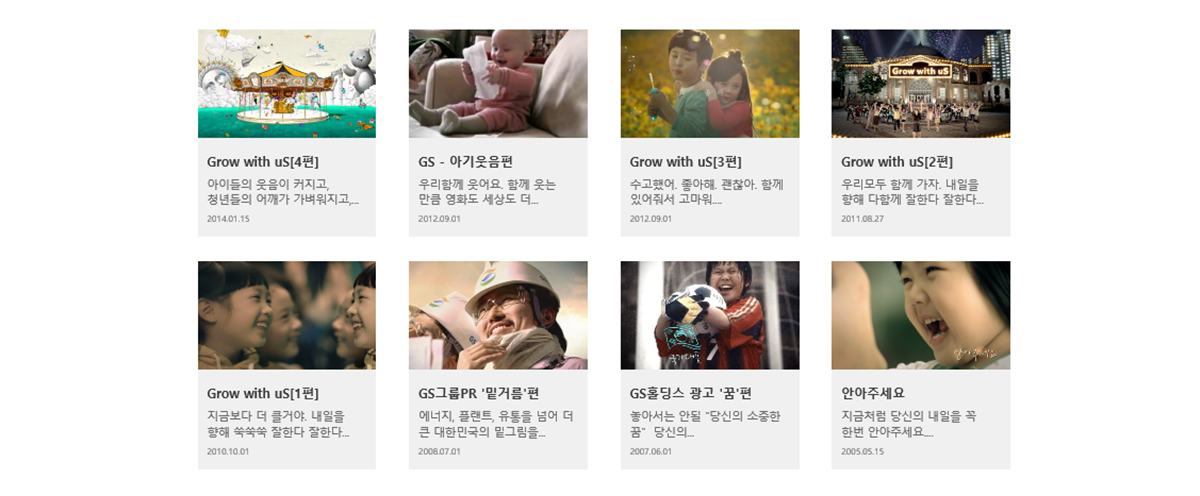 Grow with uS
Grow with uS[4편]
아이들의 웃음이 커지고,
청년들의 어깨가 가벼워지고,...
2014.01.15
GS - 아기웃음편
우리함께 웃어요. 함께 웃는
만큼 영화도 세상도 더...
2012.09.01
Grow with uS[3편]
수고했어. 좋아해. 괜찮아. 함께
있어줘서 고마워....
2012.09.01
Grow with uS[2편]
우리모두 함께 가자. 내일을
향해 다함께 잘한다 잘한다...
2011.08.27
Grow with uS[1편]
지금보다 더 클거야. 내일을
향해 쑥쑥쑥 잘한다 잘한다...
2010.10.01
GS그룹PR '밑거름'편
에너지, 플랜트, 유통을 넘어 더
큰 대한민국의 밑그림을...
2008.07.01
국가대표
GS홀딩스 광고 '꿈'편
놓아서는 안될 "당신의 소중한
꿈" 당신의...
2007.06.01
안아주세요
안아주세요
지금처럼 당신의 내일을 꼭
한번 안아주세요....
2005.05.15